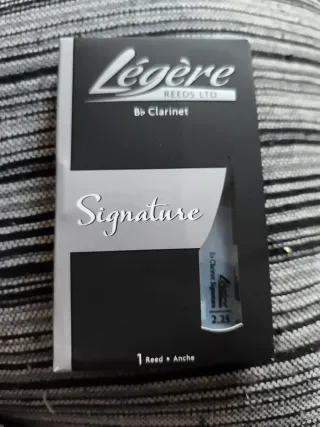 Légère
REEDS LTD
B♭ Clarinet
Signature
Légère
B♭ Clarinet Signature
2.25
1 Reed • Anche